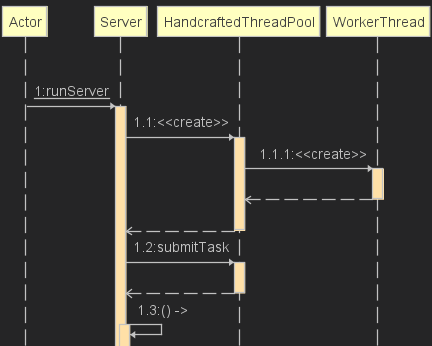 Actor
Server
HandcraftedThreadPool
WorkerThread
1:runServer
1.1:<<create>>
1.1.1:<<create>>
1.2:submitTask
1.3:() ->